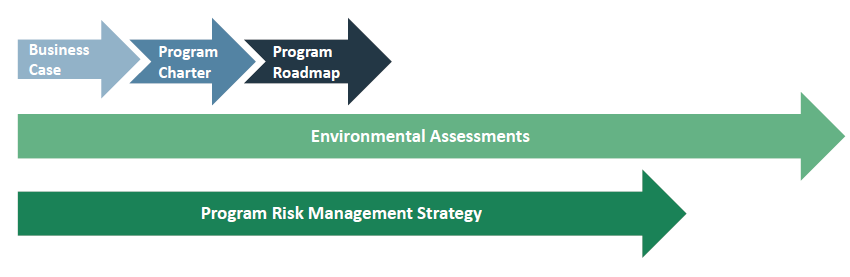 Business
Case
Program
Charter
Program
Roadmap
Environmental Assessments
Program Risk Management Strategy